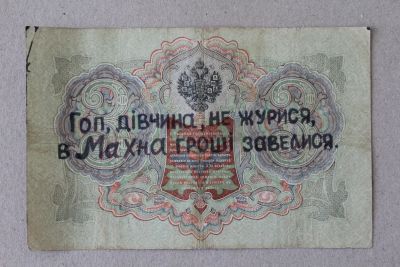 Гоп, дівчина, не журися,
в Махна гроші завелися.